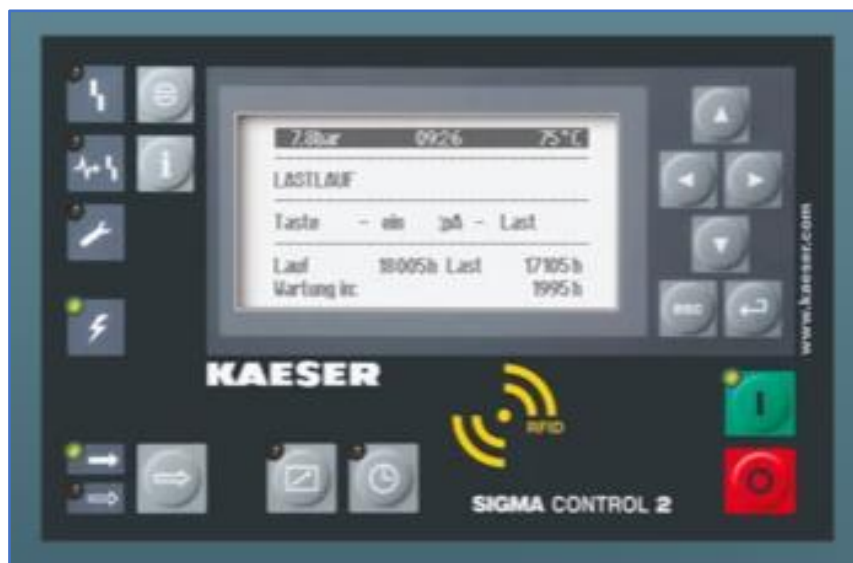 7.8bar 09:26 75°C
LASTLAUF
Taste - ein :pA - Last
Lauf 18005h Last 17105h
Wartung in: 1995h
esc
www.kaeser.com
KAESER
RFID
SIGMA CONTROL 2